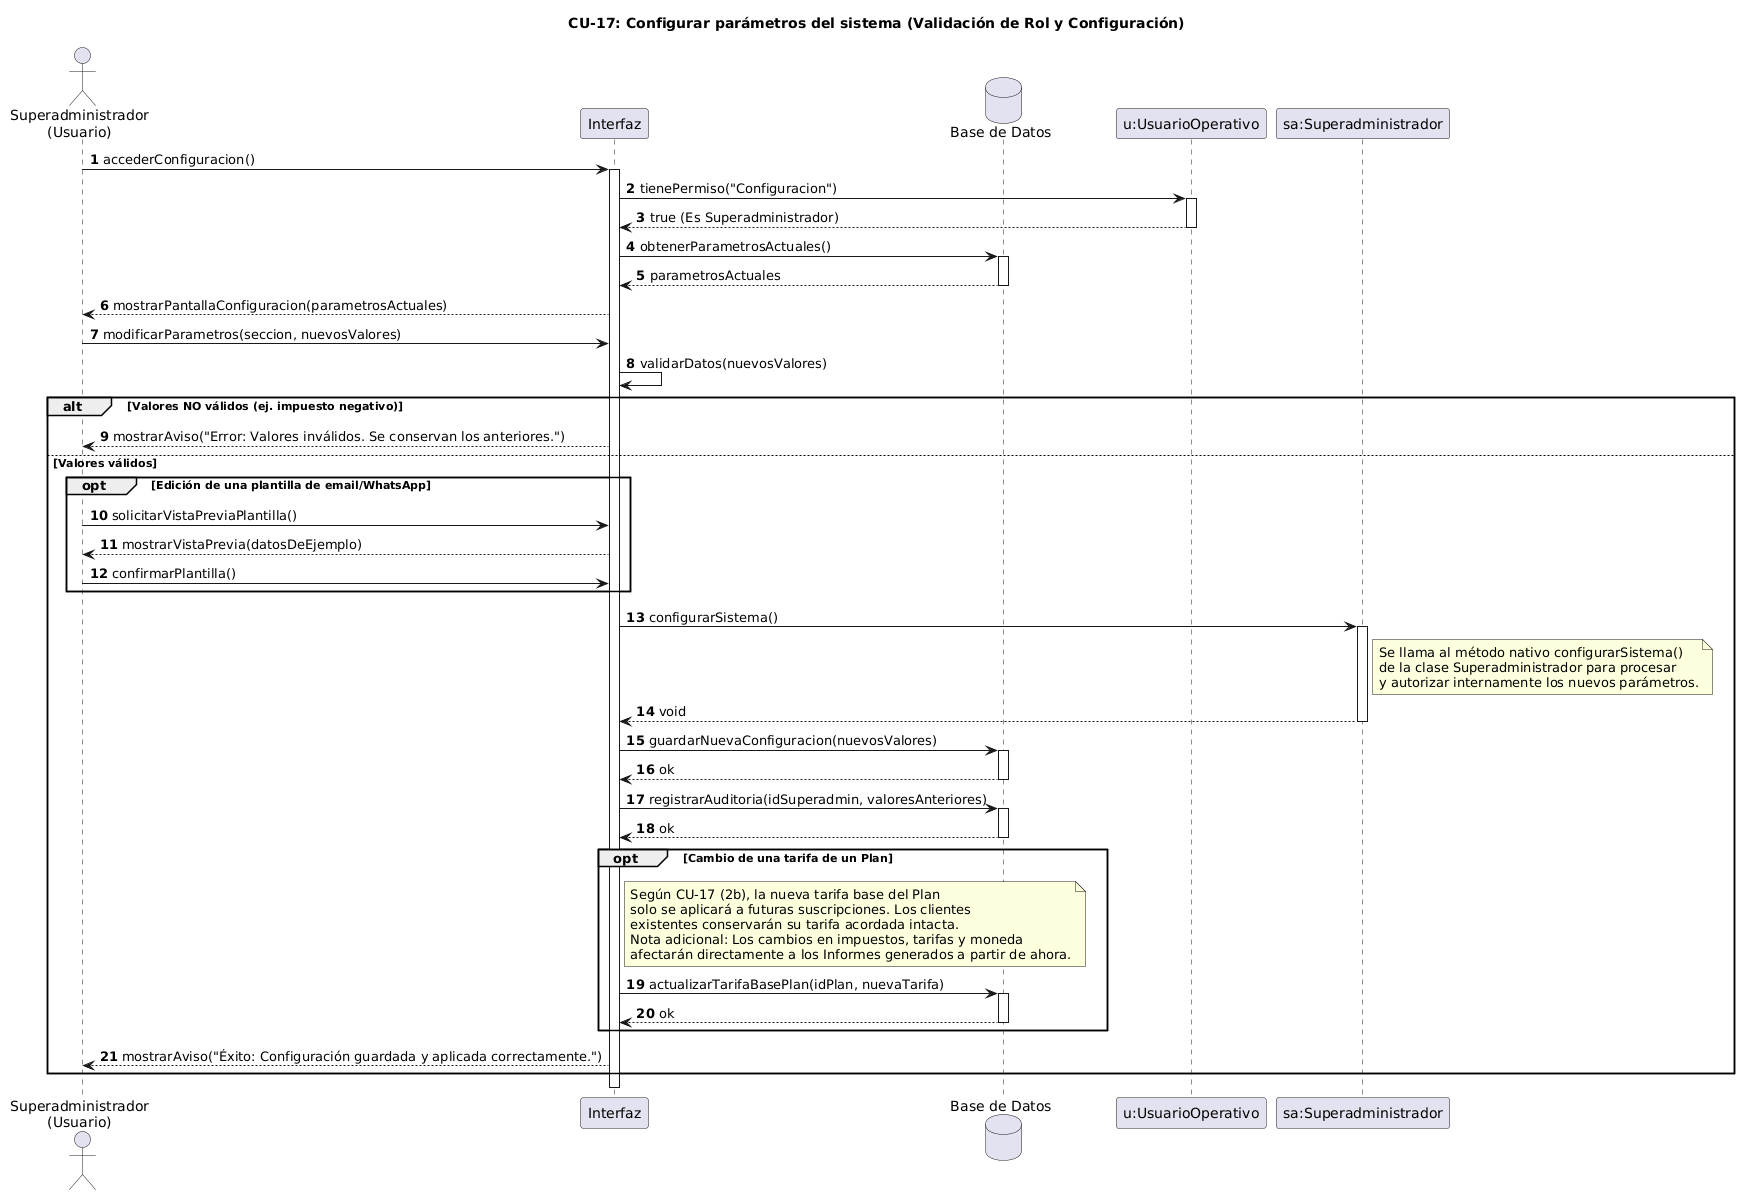 CU-17: Configurar parámetros del sistema (Validación de Rol y Configuración)
Superadministrador
(Usuario)
Interfaz
Base de Datos
u:UsuarioOperativo
sa:Superadministrador
1 accederConfiguracion()
2 tienePermiso("Configuracion")
3 true (Es Superadministrador)
4 obtenerParametrosActuales()
5 parametrosActuales
6 mostrarPantallaConfiguracion(parametrosActuales)
7 modificarParametros(seccion, nuevosValores)
8 validarDatos(nuevosValores)
alt [Valores NO válidos (ej. impuesto negativo)]
9 mostrarAviso("Error: Valores inválidos. Se conservan los anteriores.")
[Valores válidos]
opt [Edición de una plantilla de email/WhatsApp]
10 solicitarVistaPreviaPlantilla()
11 mostrarVistaPrevia(datosDeEjemplo)
12 confirmarPlantilla()
13 configurarSistema()
Se llama al método nativo configurarSistema()
de la clase Superadministrador para procesar
y autorizar internamente los nuevos parámetros.
14 void
15 guardarNuevaConfiguracion(nuevosValores)
16 ok
17 registrarAuditoria(idSuperadmin, valoresAnteriores)
18 ok
opt [Cambio de una tarifa de un Plan]
Según CU-17 (2b), la nueva tarifa base del Plan
solo se aplicará a futuras suscripciones. Los clientes
existentes conservarán su tarifa acordada intacta.
Nota adicional: Los cambios en impuestos, tarifas y moneda
afectarán directamente a los Informes generados a partir de ahora.
19 actualizarTarifaBasePlan(idPlan, nuevaTarifa)
20 ok
21 mostrarAviso("Éxito: Configuración guardada y aplicada correctamente.")
Superadministrador
(Usuario)
Interfaz
Base de Datos
u:UsuarioOperativo
sa:Superadministrador